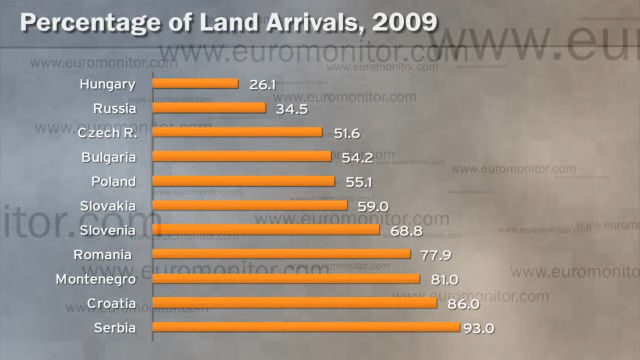 Percentage of Land Arrivals, 2009
www.euromonitor.com
Hungary 26.1
Russia 34.5
Czech R. 51.6
Bulgaria 54.2
Poland 55.1
Slovakia 59.0
Slovenia 68.8
Romania 77.9
Montenegro 81.0
Croatia 86.0
Serbia 93.0